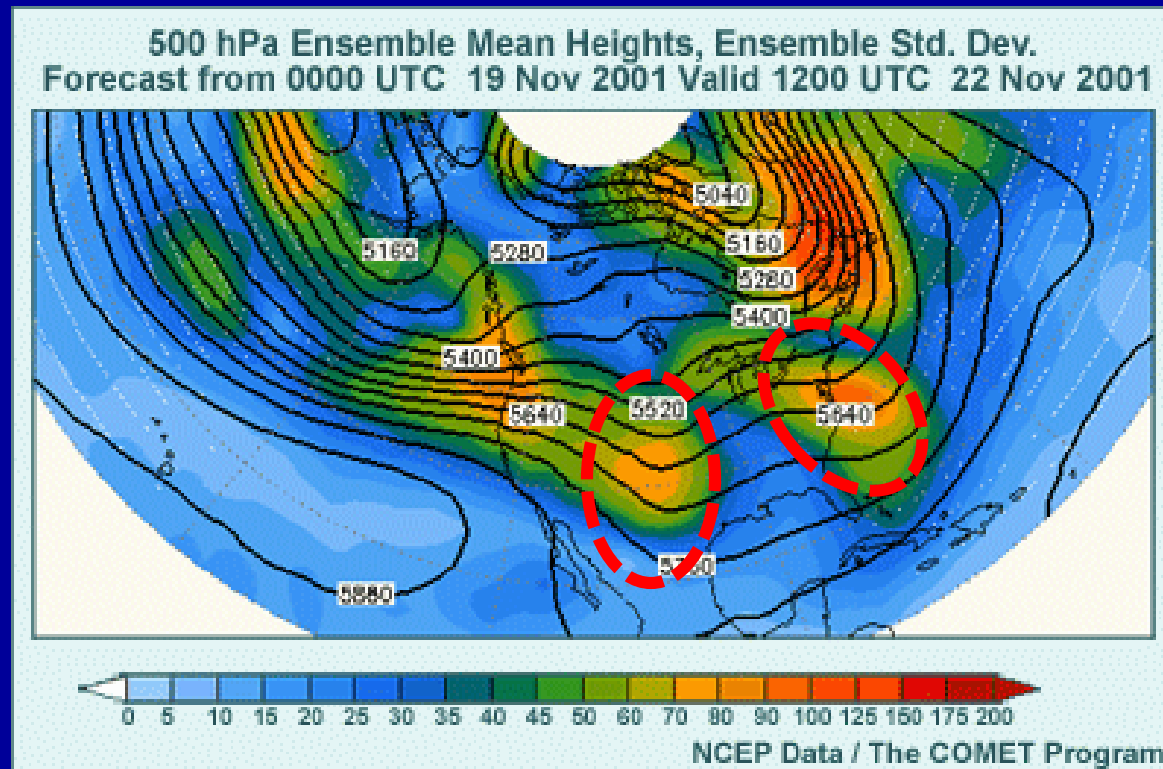 500 hPa Ensemble Mean Heights, Ensemble Std. Dev.
Forecast from 0000 UTC 19 Nov 2001 Valid 1200 UTC 22 Nov 2001
5040
5160
5160
5280
5280
5400
5400
5640
5520
5640
5880
0 5 10 15 20 25 30 35 40 45 50 60 70 80 90 100 125 150 175 200
NCEP Data / The COMET Program